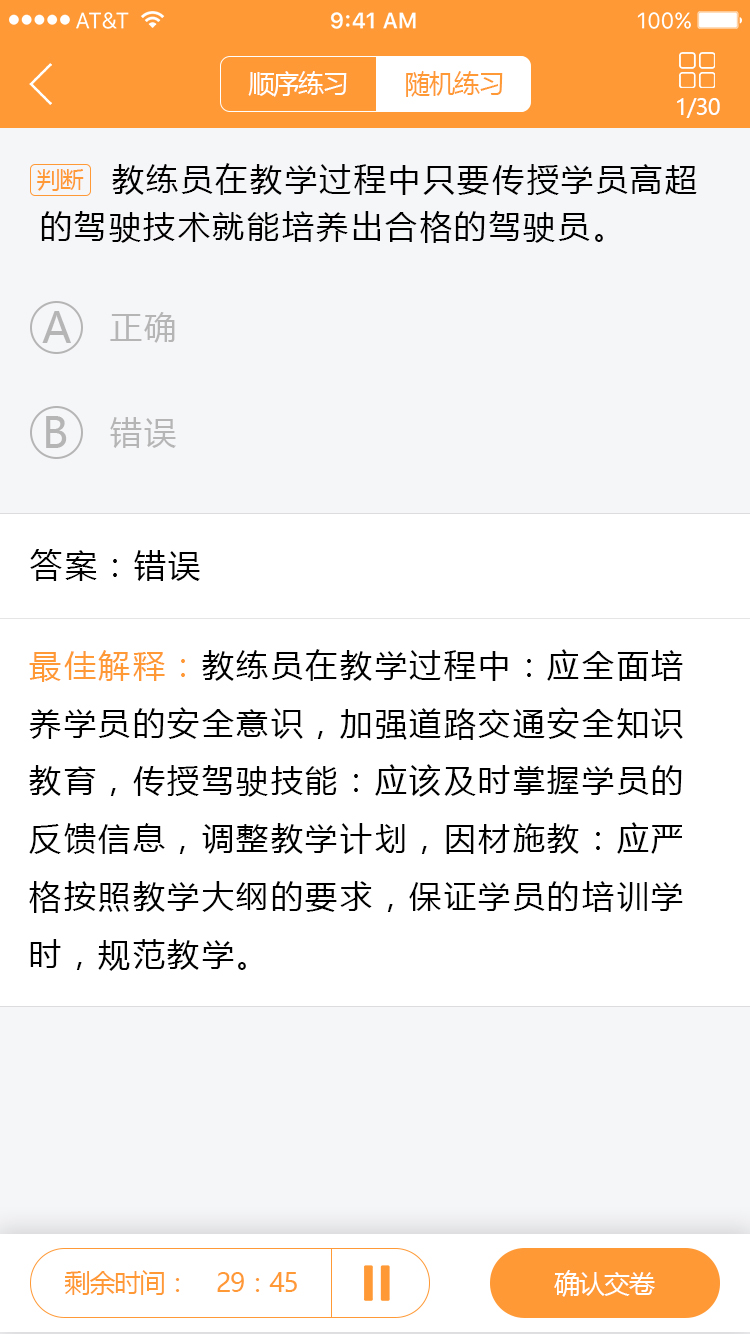 AT&T 9:41 AM 100%
顺序练习 随机练习
1/30
判断 教练员在教学过程中只要传授学员高超
的驾驶技术就能培养出合格的驾驶员。
A 正确
B 错误
答案：错误
最佳解释：教练员在教学过程中：应全面培
养学员的安全意识，加强道路交通安全知识
教育，传授驾驶技能：应该及时掌握学员的
反馈信息，调整教学计划，因材施教：应严
格按照教学大纲的要求，保证学员的培训学
时，规范教学。
剩余时间： 29：45 确认交卷